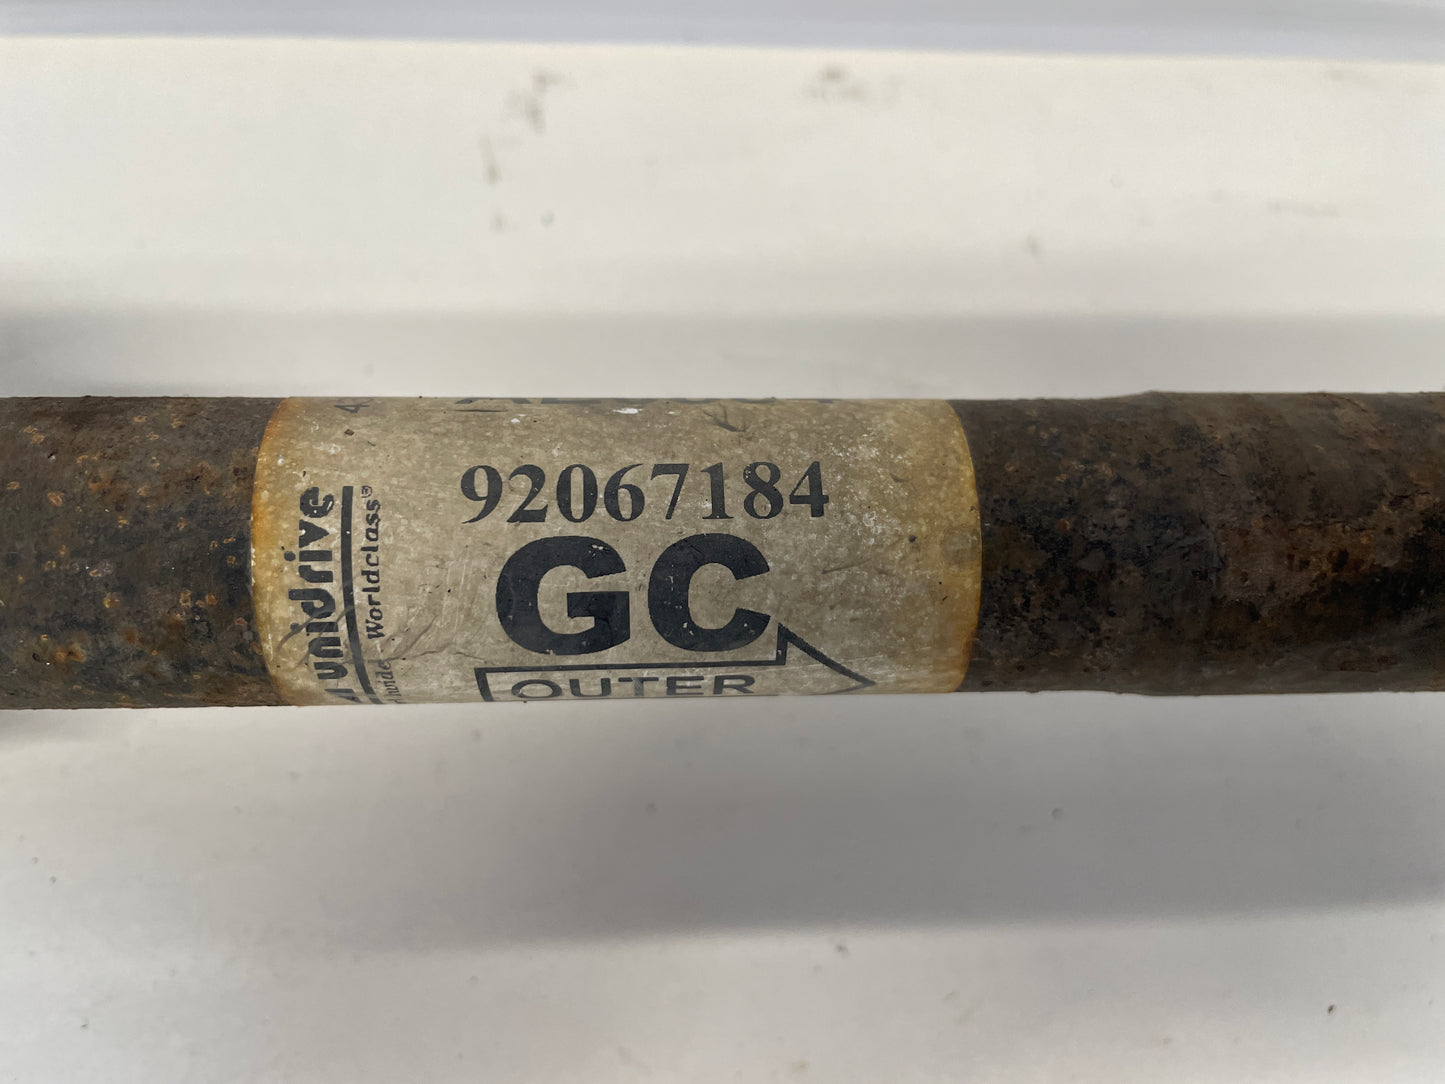 92067184
GC
OUTER
unidrive
Worldclass®